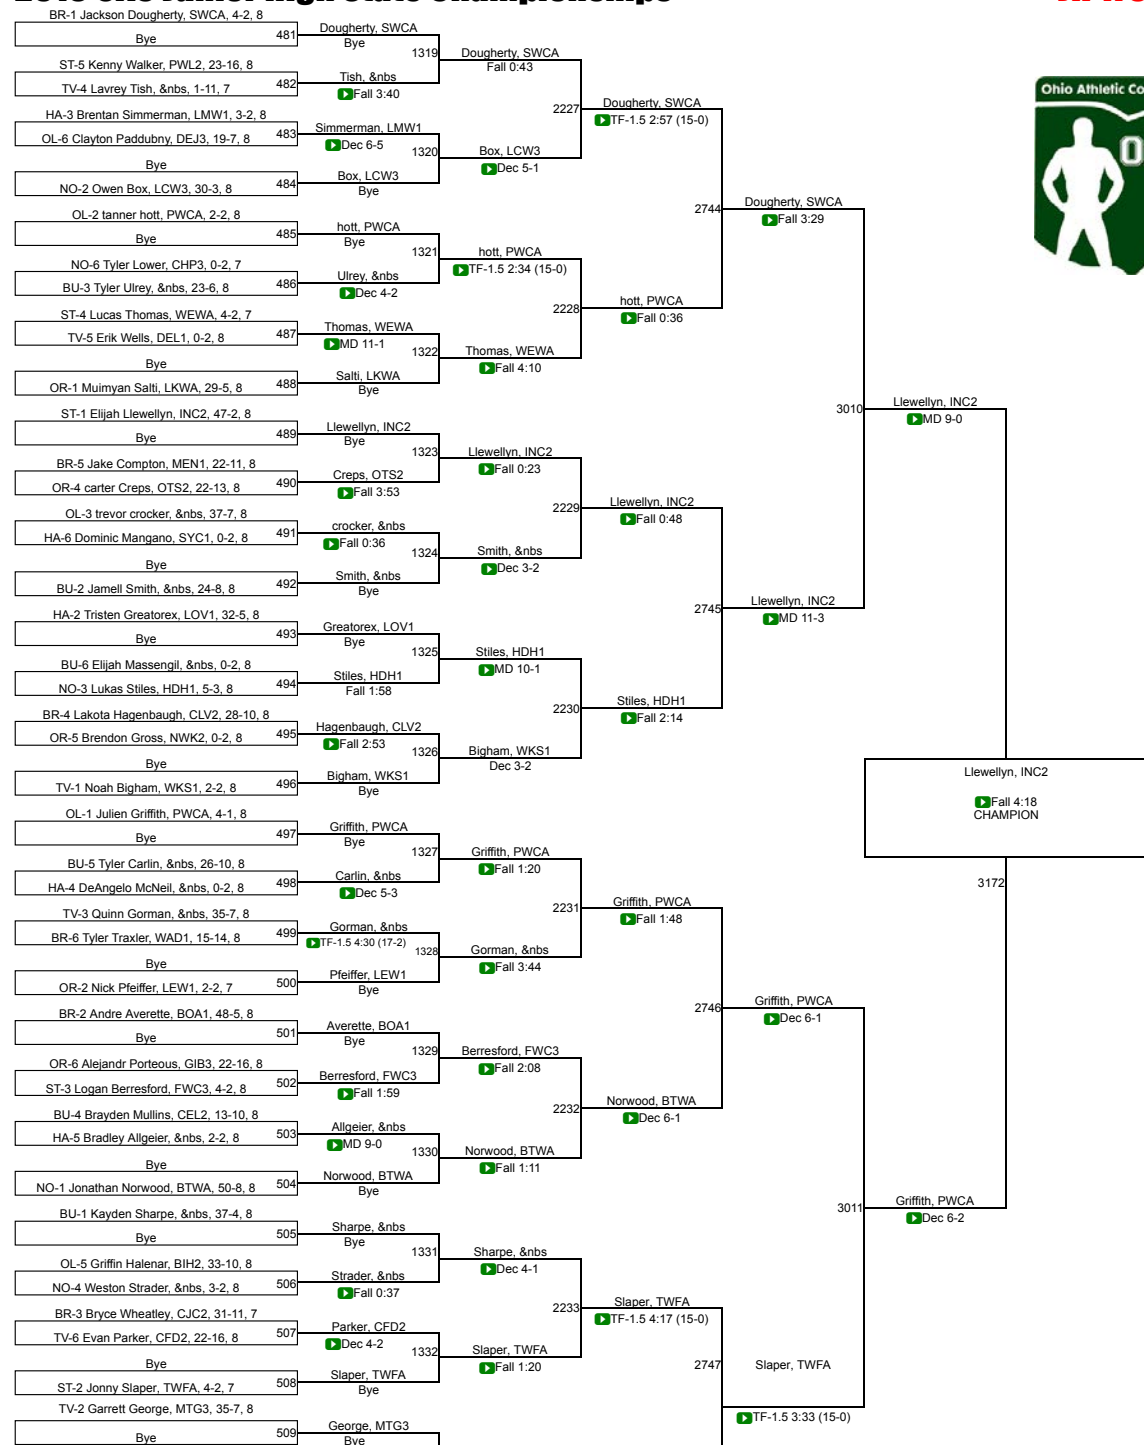 BR-1 Jackson Dougherty, SWCA, 4-2, 8
Bye
481
ST-5 Kenny Walker, PWL2, 23-16, 8
TV-4 Lavrey Tish, &nbs, 1-11, 7
482
HA-3 Brentan Simmerman, LMW1, 3-2, 8
OL-6 Clayton Paddubny, DEJ3, 19-7, 8
483
Bye
NO-2 Owen Box, LCW3, 30-3, 8
484
OL-2 tanner hott, PWCA, 2-2, 8
Bye
485
NO-6 Tyler Lower, CHP3, 0-2, 7
BU-3 Tyler Ulrey, &nbs, 23-6, 8
486
ST-4 Lucas Thomas, WEWA, 4-2, 7
TV-5 Erik Wells, DEL1, 0-2, 8
487
Bye
OR-1 Muimyan Salti, LKWA, 29-5, 8
488
ST-1 Elijah Llewellyn, INC2, 47-2, 8
Bye
489
BR-5 Jake Compton, MEN1, 22-11, 8
OR-4 carter Creps, OTS2, 22-13, 8
490
OL-3 trevor crocker, &nbs, 37-7, 8
HA-6 Dominic Mangano, SYC1, 0-2, 8
491
Bye
BU-2 Jamell Smith, &nbs, 24-8, 8
492
HA-2 Tristen Greatorex, LOV1, 32-5, 8
Bye
493
BU-6 Elijah Massengil, &nbs, 0-2, 8
NO-3 Lukas Stiles, HDH1, 5-3, 8
494
BR-4 Lakota Hagenbaugh, CLV2, 28-10, 8
OR-5 Brendon Gross, NWK2, 0-2, 8
495
Bye
TV-1 Noah Bigham, WKS1, 2-2, 8
496
OL-1 Julien Griffith, PWCA, 4-1, 8
Bye
497
BU-5 Tyler Carlin, &nbs, 26-10, 8
HA-4 DeAngelo McNeil, &nbs, 0-2, 8
498
TV-3 Quinn Gorman, &nbs, 35-7, 8
BR-6 Tyler Traxler, WAD1, 15-14, 8
499
Bye
OR-2 Nick Pfeiffer, LEW1, 2-2, 7
500
BR-2 Andre Averette, BOA1, 48-5, 8
Bye
501
OR-6 Alejandr Porteous, GIB3, 22-16, 8
ST-3 Logan Berresford, FWC3, 4-2, 8
502
BU-4 Brayden Mullins, CEL2, 13-10, 8
HA-5 Bradley Allgeier, &nbs, 2-2, 8
503
Bye
NO-1 Jonathan Norwood, BTWA, 50-8, 8
504
BU-1 Kayden Sharpe, &nbs, 37-4, 8
Bye
505
OL-5 Griffin Halenar, BIH2, 33-10, 8
NO-4 Weston Strader, &nbs, 3-2, 8
506
BR-3 Bryce Wheatley, CJC2, 31-11, 7
TV-6 Evan Parker, CFD2, 22-16, 8
507
Bye
ST-2 Jonny Slaper, TWFA, 4-2, 7
508
TV-2 Garrett George, MTG3, 35-7, 8
Bye
509
Dougherty, SWCA
Bye
1319
Tish, &nbs
Fall 3:40
Simmerman, LMW1
Dec 6-5
1320
Box, LCW3
Bye
hott, PWCA
Bye
1321
Ulrey, &nbs
Dec 4-2
Thomas, WEWA
MD 11-1
1322
Salti, LKWA
Bye
Llewellyn, INC2
Bye
1323
Creps, OTS2
Fall 3:53
crocker, &nbs
Fall 0:36
1324
Smith, &nbs
Bye
Greatorex, LOV1
Bye
1325
Stiles, HDH1
Fall 1:58
Hagenbaugh, CLV2
Fall 2:53
1326
Bigham, WKS1
Bye
Griffith, PWCA
Bye
1327
Carlin, &nbs
Dec 5-3
Gorman, &nbs
TF-1.5 4:30 (17-2)
1328
Pfeiffer, LEW1
Bye
Averette, BOA1
Bye
1329
Berresford, FWC3
Fall 1:59
Allgeier, &nbs
MD 9-0
1330
Norwood, BTWA
Bye
Sharpe, &nbs
Bye
1331
Strader, &nbs
Fall 0:37
Parker, CFD2
Dec 4-2
1332
Slaper, TWFA
Bye
George, MTG3
Bye
Dougherty, SWCA
Fall 0:43
2227
Box, LCW3
Dec 5-1
hott, PWCA
TF-1.5 2:34 (15-0)
2228
Thomas, WEWA
Fall 4:10
Llewellyn, INC2
Fall 0:23
2229
Smith, &nbs
Dec 3-2
Stiles, HDH1
MD 10-1
2230
Bigham, WKS1
Dec 3-2
Griffith, PWCA
Fall 1:20
2231
Gorman, &nbs
Fall 3:44
Berresford, FWC3
Fall 2:08
2232
Norwood, BTWA
Fall 1:11
Sharpe, &nbs
Dec 4-1
2233
Slaper, TWFA
Fall 1:20
Dougherty, SWCA
TF-1.5 2:57 (15-0)
2744
hott, PWCA
Fall 0:36
Llewellyn, INC2
Fall 0:48
2745
Stiles, HDH1
Fall 2:14
Griffith, PWCA
Fall 1:48
2746
Norwood, BTWA
Dec 6-1
Slaper, TWFA
TF-1.5 4:17 (15-0)
2747
Dougherty, SWCA
Fall 3:29
3010
Llewellyn, INC2
MD 11-3
Griffith, PWCA
Dec 6-1
3011
Slaper, TWFA
TF-1.5 3:33 (15-0)
Llewellyn, INC2
MD 9-0
Griffith, PWCA
Dec 6-2
3172
Llewellyn, INC2
Fall 4:18
CHAMPION
Ohio Athletic Co